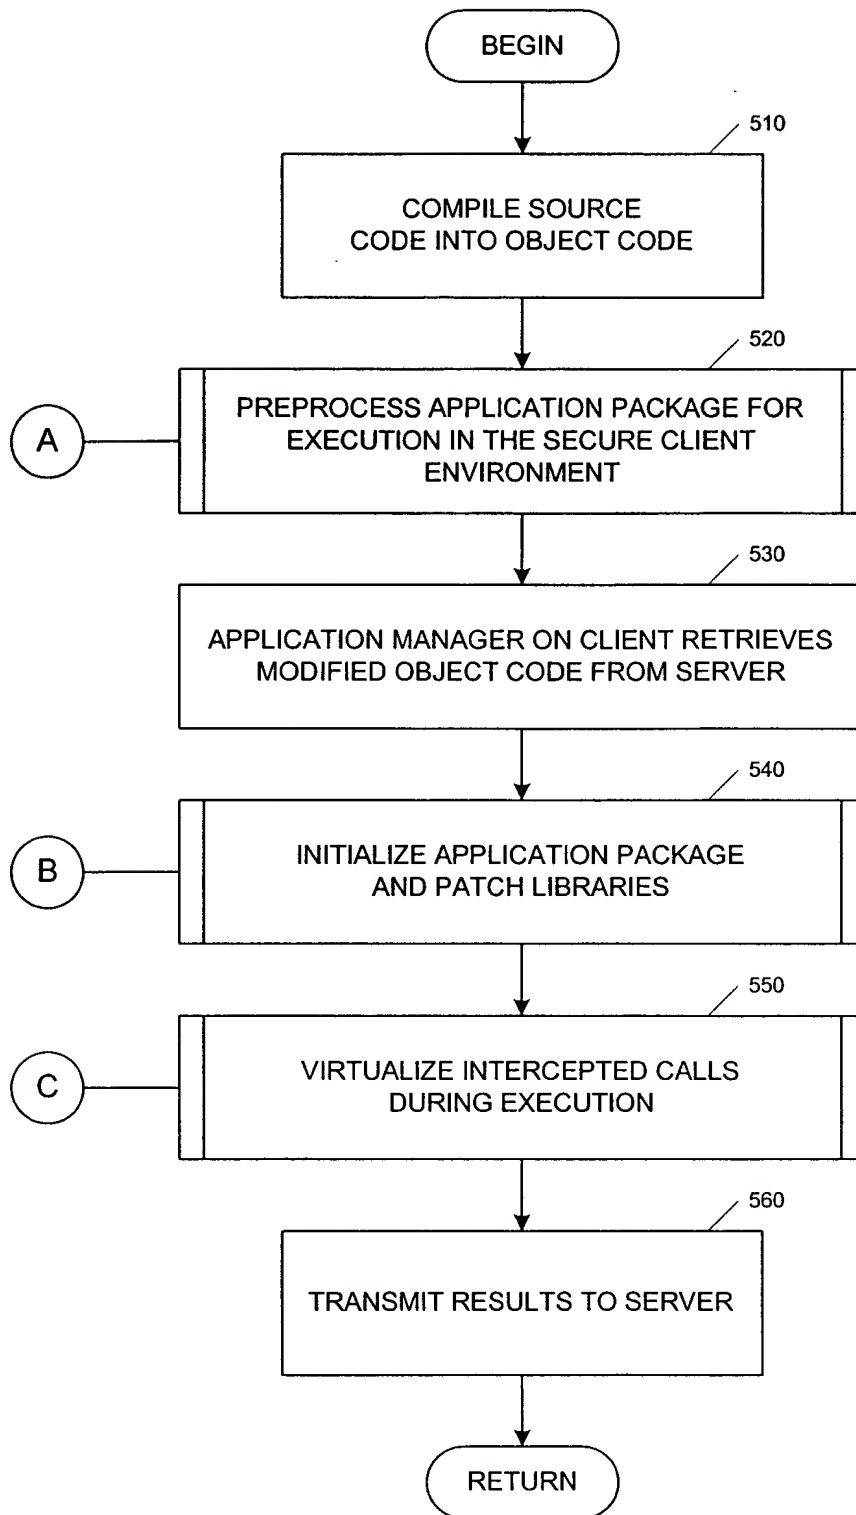 BEGIN
510
COMPILE SOURCE
CODE INTO OBJECT CODE
520
A
PREPROCESS APPLICATION PACKAGE FOR
EXECUTION IN THE SECURE CLIENT
ENVIRONMENT
530
APPLICATION MANAGER ON CLIENT RETRIEVES
MODIFIED OBJECT CODE FROM SERVER
540
B
INITIALIZE APPLICATION PACKAGE
AND PATCH LIBRARIES
550
C
VIRTUALIZE INTERCEPTED CALLS
DURING EXECUTION
560
TRANSMIT RESULTS TO SERVER
RETURN